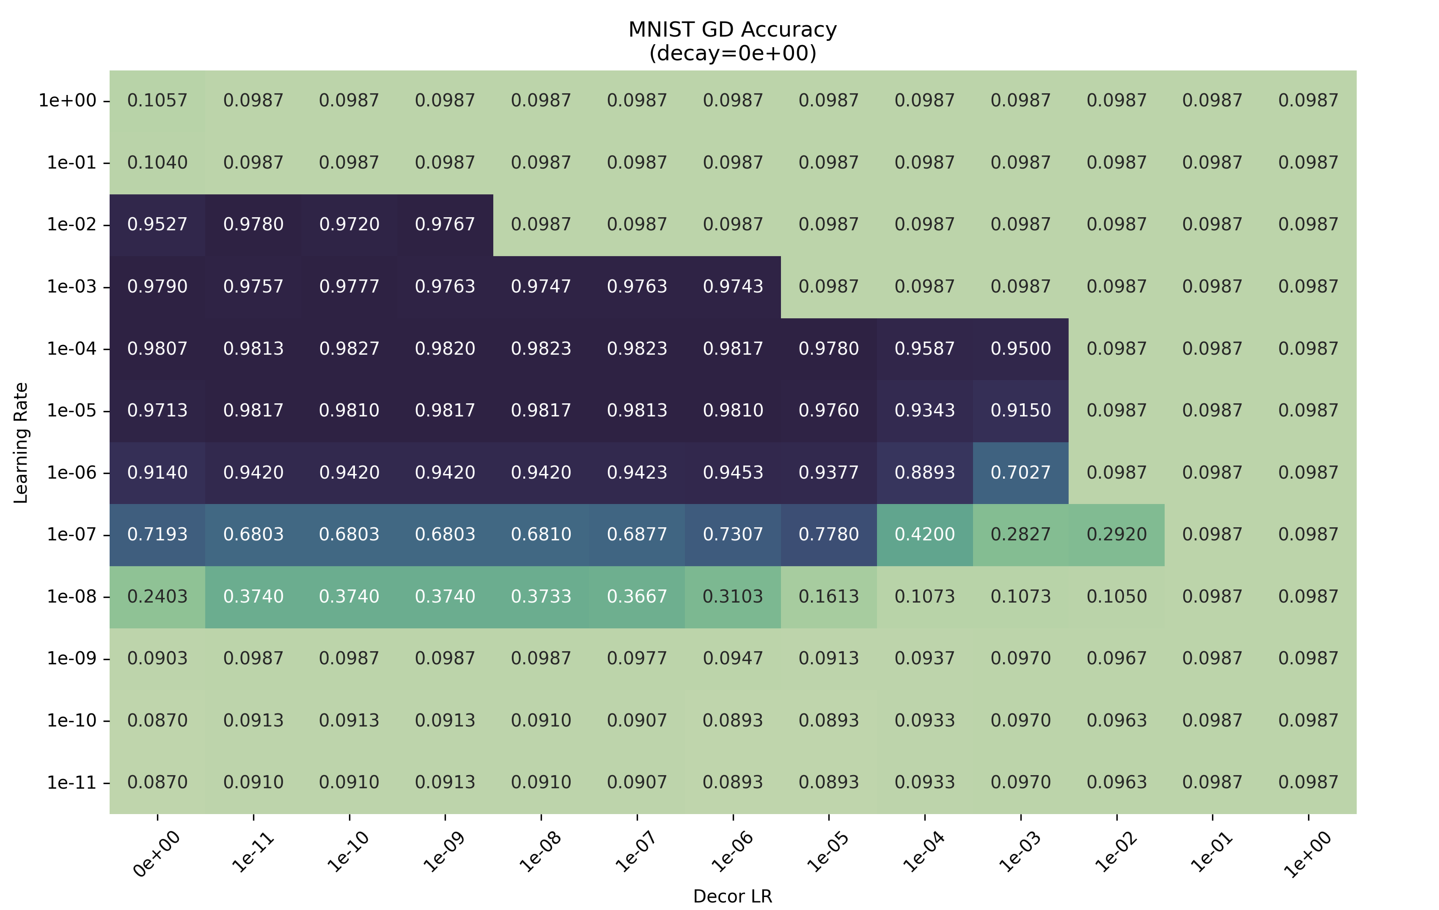 MNIST GD Accuracy
(decay=0e+00)
1e+00 0.1057 0.0987 0.0987 0.0987 0.0987 0.0987 0.0987 0.0987 0.0987 0.0987 0.0987 0.0987 0.0987
1e-01 0.1040 0.0987 0.0987 0.0987 0.0987 0.0987 0.0987 0.0987 0.0987 0.0987 0.0987 0.0987 0.0987
1e-02 0.9527 0.9780 0.9720 0.9767 0.0987 0.0987 0.0987 0.0987 0.0987 0.0987 0.0987 0.0987 0.0987
1e-03 0.9790 0.9757 0.9777 0.9763 0.9747 0.9763 0.9743 0.0987 0.0987 0.0987 0.0987 0.0987 0.0987
1e-04 0.9807 0.9813 0.9827 0.9820 0.9823 0.9823 0.9817 0.9780 0.9587 0.9500 0.0987 0.0987 0.0987
1e-05 0.9713 0.9817 0.9810 0.9817 0.9817 0.9813 0.9810 0.9760 0.9343 0.9150 0.0987 0.0987 0.0987
1e-06 0.9140 0.9420 0.9420 0.9420 0.9420 0.9423 0.9453 0.9377 0.8893 0.7027 0.0987 0.0987 0.0987
1e-07 0.7193 0.6803 0.6803 0.6803 0.6810 0.6877 0.7307 0.7780 0.4200 0.2827 0.2920 0.0987 0.0987
1e-08 0.2403 0.3740 0.3740 0.3740 0.3733 0.3667 0.3103 0.1613 0.1073 0.1073 0.1050 0.0987 0.0987
1e-09 0.0903 0.0987 0.0987 0.0987 0.0987 0.0977 0.0947 0.0913 0.0937 0.0970 0.0967 0.0987 0.0987
1e-10 0.0870 0.0913 0.0913 0.0913 0.0910 0.0907 0.0893 0.0893 0.0933 0.0970 0.0963 0.0987 0.0987
1e-11 0.0870 0.0910 0.0910 0.0913 0.0910 0.0907 0.0893 0.0893 0.0933 0.0970 0.0963 0.0987 0.0987
Learning Rate
0e+00 1e-11 1e-10 1e-09 1e-08 1e-07 1e-06 1e-05 1e-04 1e-03 1e-02 1e-01 1e+00
Decor LR